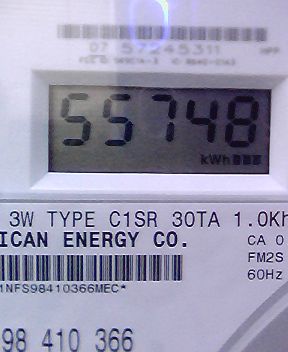 07 57245311
55748
kWh
3W TYPE C1SR 30TA 1.0Kh
ICAN ENERGY CO.
CA 0
FM2S
60Hz
1NFS98410366MEC*
98 410 366